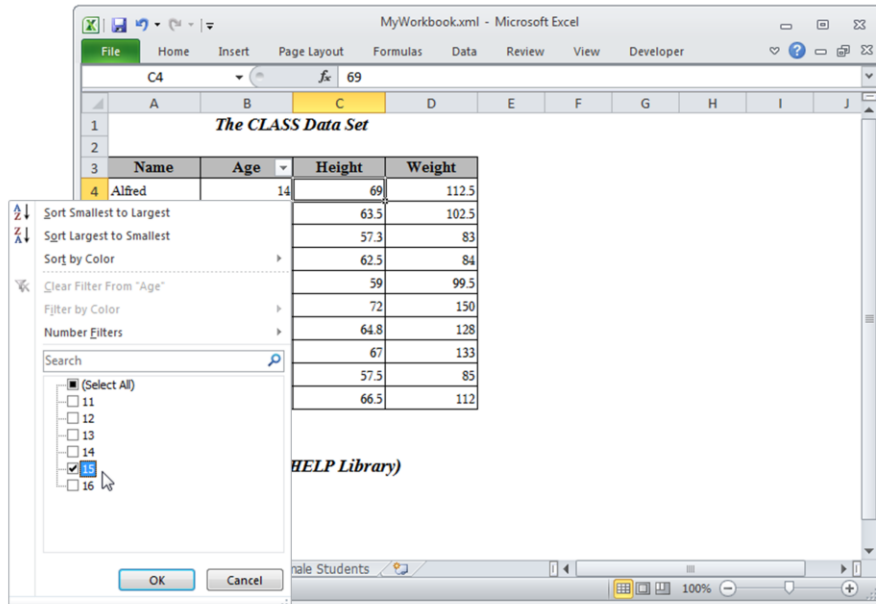 MyWorkbook.xml - Microsoft Excel
File Home Insert Page Layout Formulas Data Review View Developer
C4 fx 69
A B C D E F G H I J
1 The CLASS Data Set
2
3 Name Age Height Weight
4 Alfred 14 69 112.5
63.5 102.5
57.3 83
62.5 84
59 99.5
72 150
64.8 128
67 133
57.5 85
66.5 112
Sort Smallest to Largest
Sort Largest to Smallest
Sort by Color
Clear Filter From "Age"
Filter by Color
Number Filters
Search
(Select All)
11
12
13
14
15
16
OK Cancel
HELP Library)
Students
100%